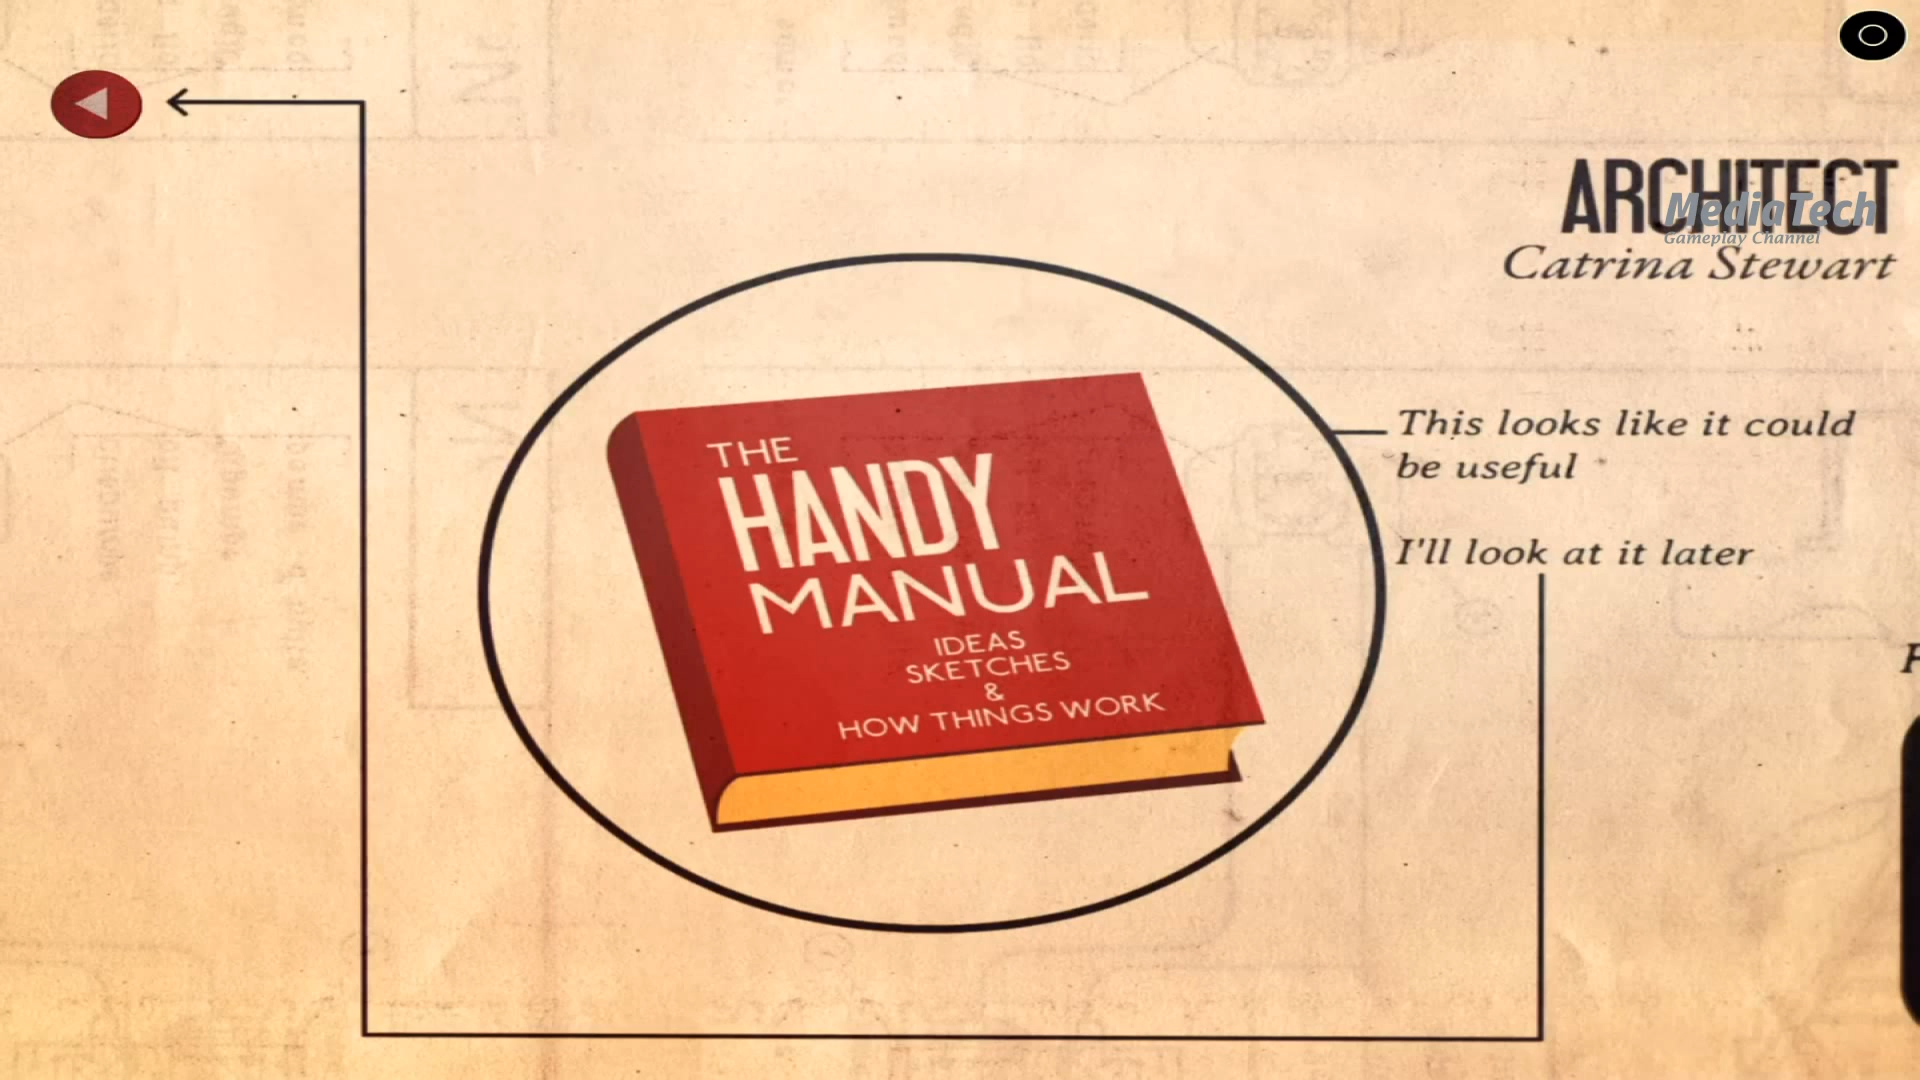 ARCHITECT
MediaTech
Gameplay Channel
Catrina Stewart
THE
HANDY
MANUAL
IDEAS
SKETCHES
&
HOW THINGS WORK
This looks like it could
be useful
I'll look at it later